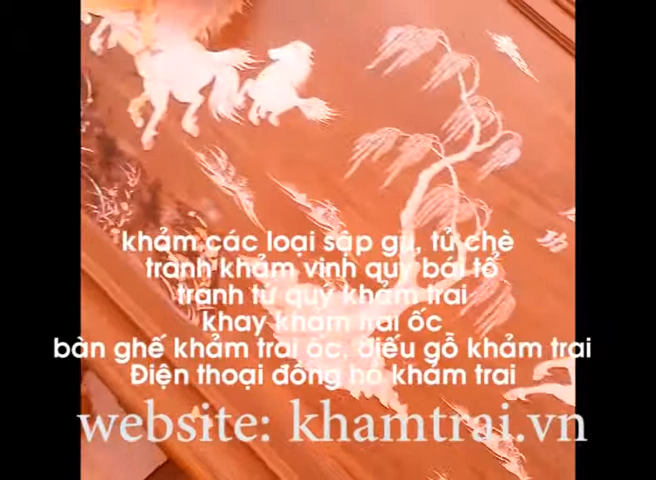 khảm các loại sập gụ, tủ chè
tranh khảm vinh quy bái tổ
tranh tứ quý khảm trai
khay khảm trai ốc
bàn ghế khảm trai ốc, điếu gỗ khảm trai
Điện thoại đồng hồ khảm trai
website: khamtrai.vn